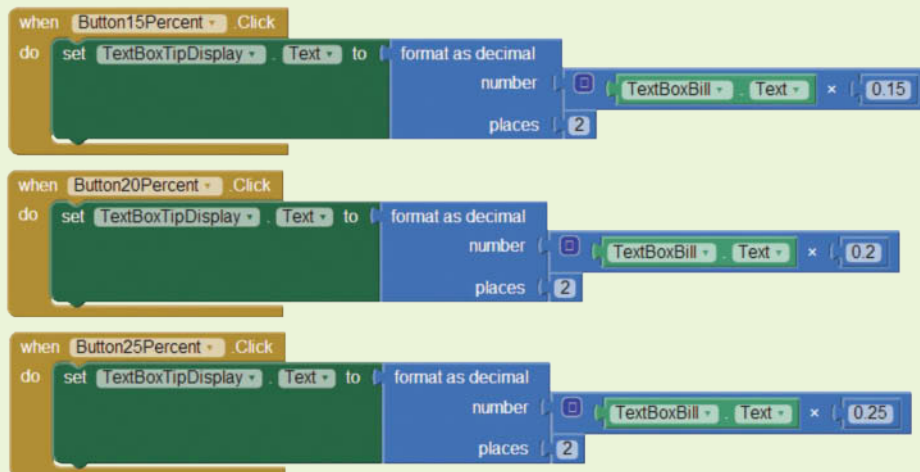 when Button15Percent .Click
do set TextBoxTipDisplay . Text to format as decimal
number TextBoxBill . Text × 0.15
places 2
when Button20Percent .Click
do set TextBoxTipDisplay . Text to format as decimal
number TextBoxBill . Text × 0.2
places 2
when Button25Percent .Click
do set TextBoxTipDisplay . Text to format as decimal
number TextBoxBill . Text × 0.25
places 2